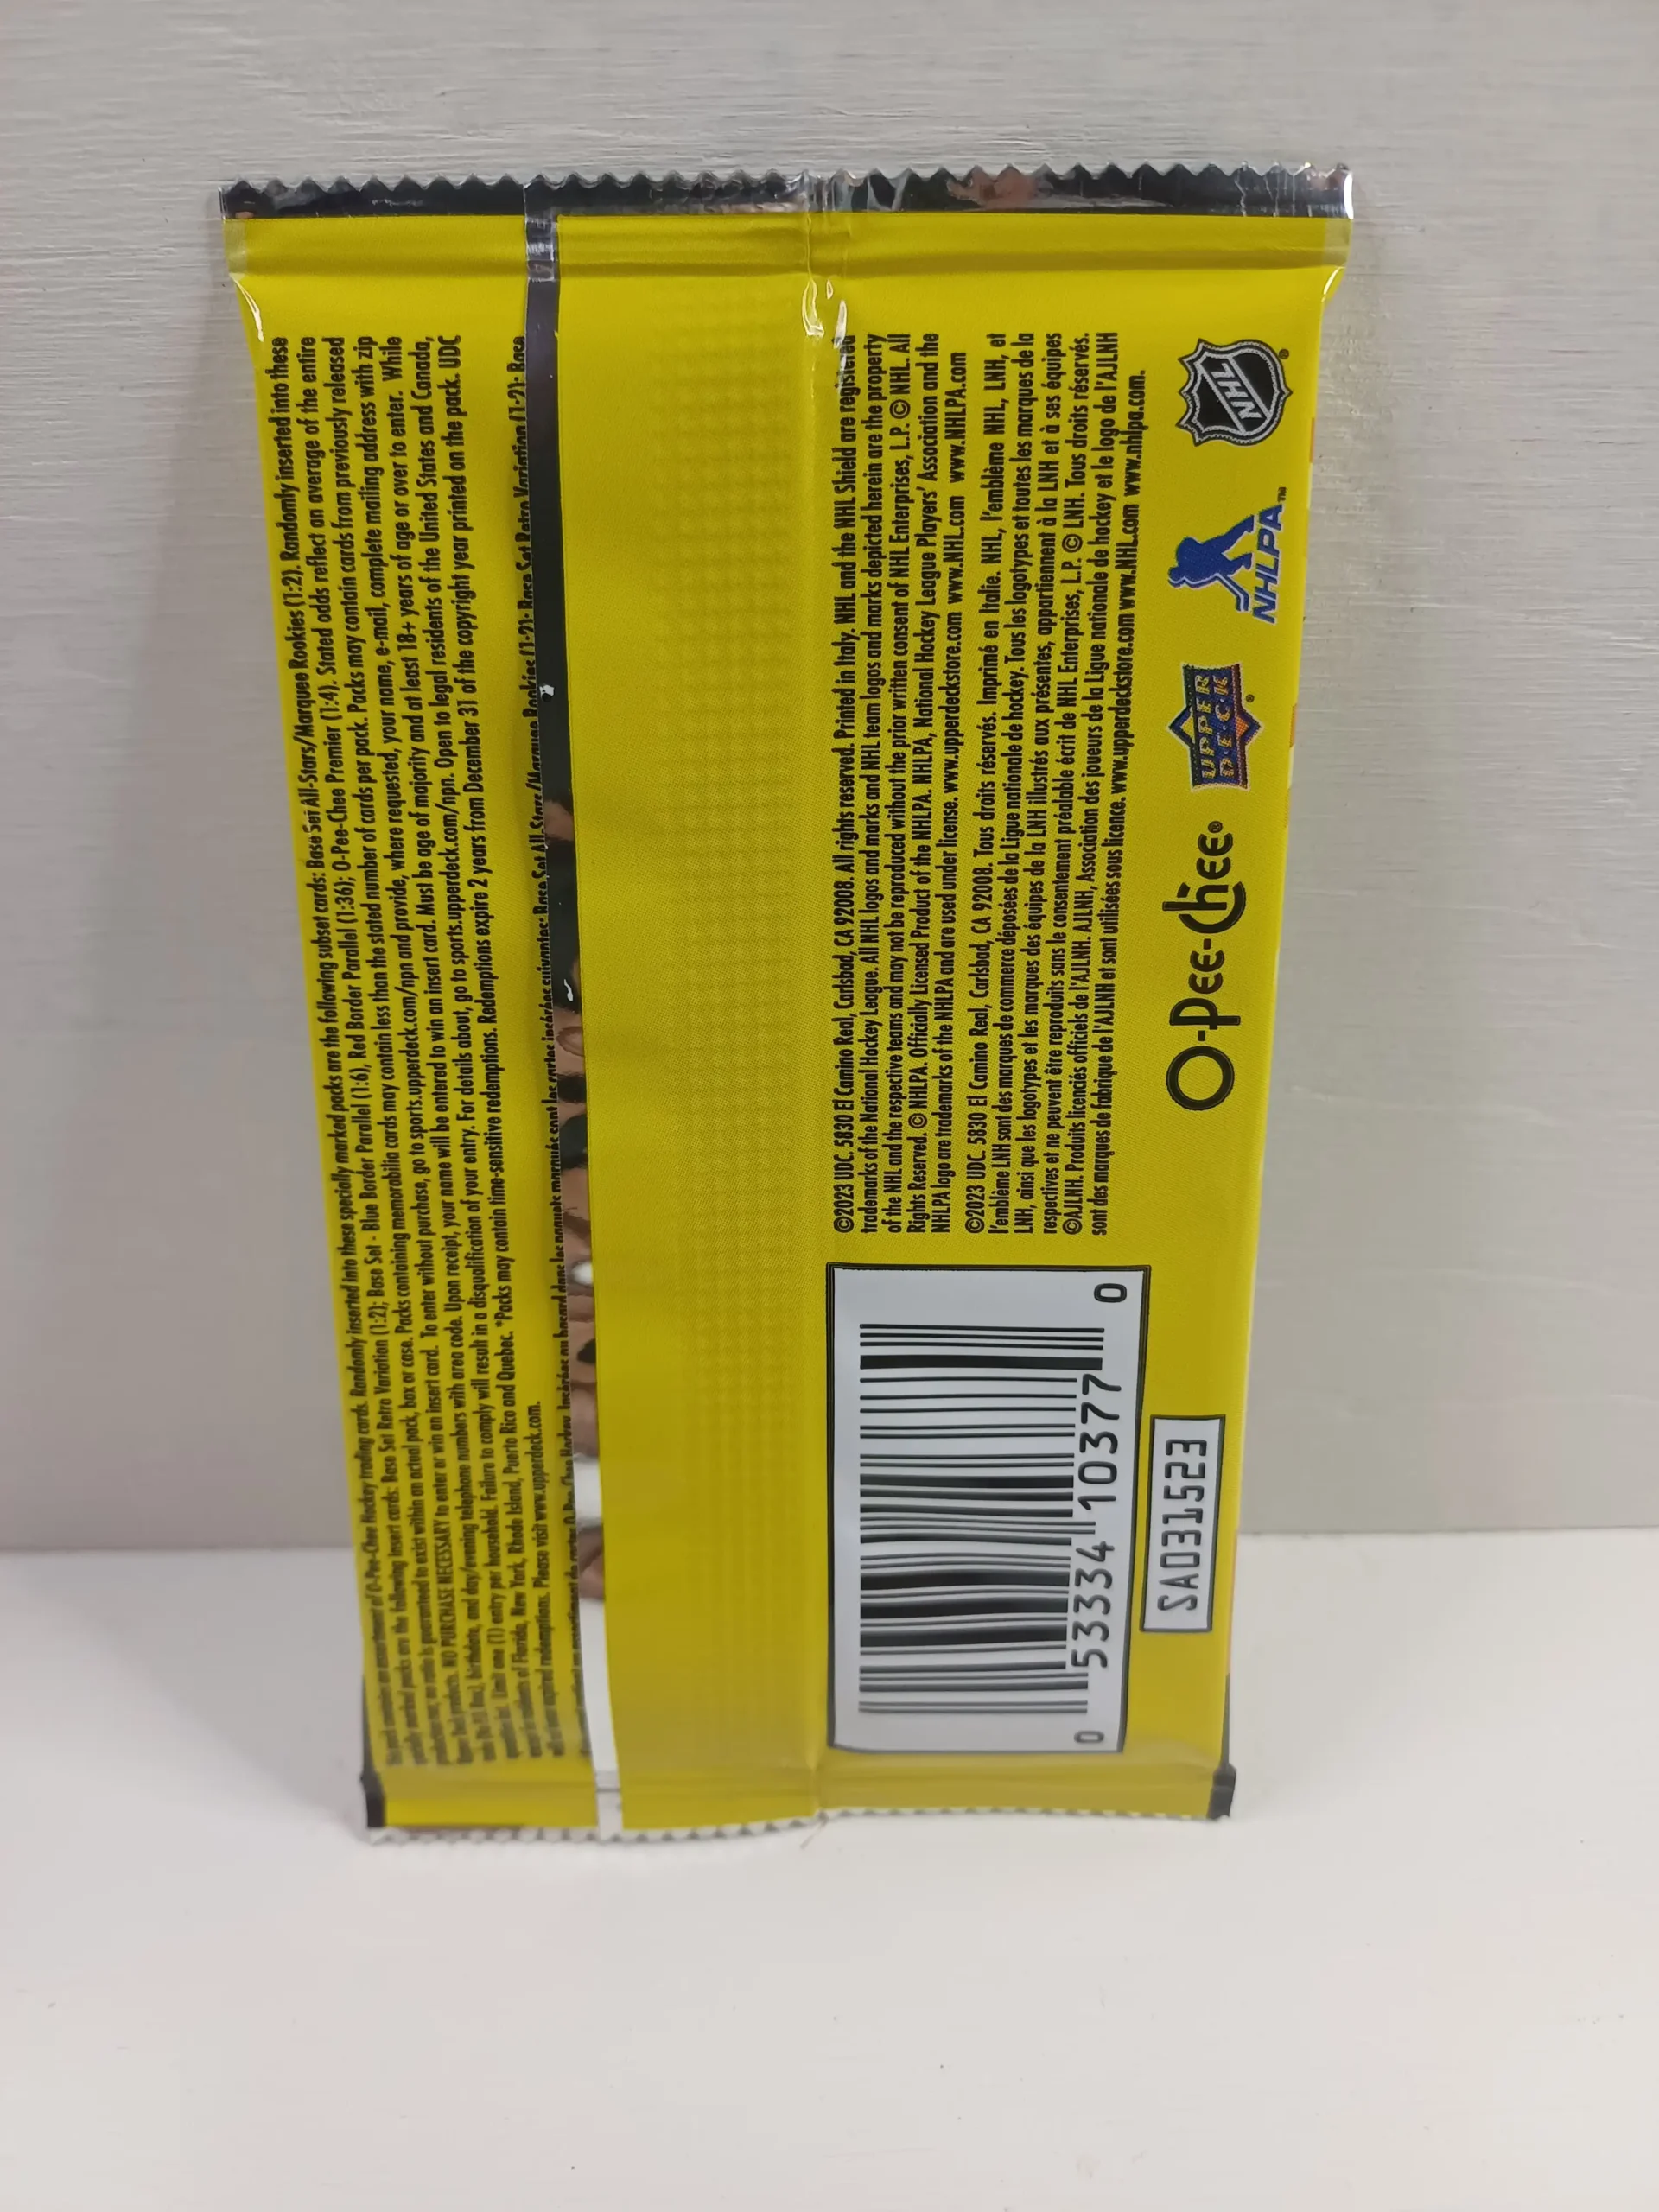 assortment of O-Pee-Chee Hockey trading cards. Randomly inserted into these specially marked packs are the following subset cards: Base Set All-Stars/Marquee Rookies (1:2). Randomly inserted into these
specially marked packs are the following insert cards: Base Set Retro Variation (1:2); Base Set - Blue Border Parallel (1:6), Red Border Parallel (1:36); O-Pee-Chee Premier (1:4). Stated odds reflect an average of the entire
is guaranteed to exist within an actual pack, box or case. Packs containing memorabilia cards may contain less than the stated number of cards per pack. Packs may contain cards from previously released
products. NO PURCHASE NECESSARY to enter or win an insert card. To enter without purchase, go to sports.upperdeck.com/npn and provide, where requested, your name, e-mail, complete mailing address with zip
birthdate, and day/evening telephone numbers with area code. Upon receipt, your name will be entered to win an insert card. Must be age of majority and at least 18+ years of age or over to enter. While
Limit one (1) entry per household. Failure to comply will result in a disqualification of your entry. For details about, go to sports.upperdeck.com/npn. Open to legal residents of the United States and Canada,
residents of Florida, New York, Rhode Island, Puerto Rico and Quebec. *Packs may contain time-sensitive redemptions. Redemptions expire 2 years from December 31 of the copyright year printed on the pack. UDC
expired redemptions. Please visit www.upperdeck.com.
©2023 UDC. 5830 El Camino Real, Carlsbad, CA 92008. All rights reserved. Printed in Italy. NHL and the NHL Shield are registered
trademarks of the National Hockey League. All NHL logos and marks and NHL team logos and marks depicted herein are the property
of the NHL and the respective teams and may not be reproduced without the prior written consent of NHL Enterprises, L.P. © NHL. All
Rights Reserved. © NHLPA. Officially Licensed Product of the NHLPA. NHLPA, National Hockey League Players' Association and the
NHLPA logo are trademarks of the NHLPA and are used under license. www.upperdeckstore.com www.NHL.com www.NHLPA.com
©2023 UDC. 5830 El Camino Real, Carlsbad, CA 92008. Tous droits réservés. Imprimé en Italie. NHL, l'emblème NHL, LNH, et
l'emblème LNH sont des marques de commerce déposées de la Ligue nationale de hockey. Tous les logotypes et toutes les marques de la
LNH, ainsi que les logotypes et les marques des équipes de la LNH illustrés aux présentes, appartiennent à la LNH et à ses équipes
respectives et ne peuvent être reproduits sans le consentement préalable écrit de NHL Enterprises, L.P. © LNH. Tous droits réservés.
©AJLNH. Produits licenciés officiels de l'AJLNH. AJLNH, Association des joueurs de la Ligue nationale de hockey et le logo de l'AJLNH
sont des marques de fabrique de l'AJLNH et sont utilisées sous licence. www.upperdeckstore.com www.NHL.com www.nhlpa.com.
0 53334 10377 0
SA031523
O-Pee-Chee®
UPPER DECK®
NHLPA™
NHL®